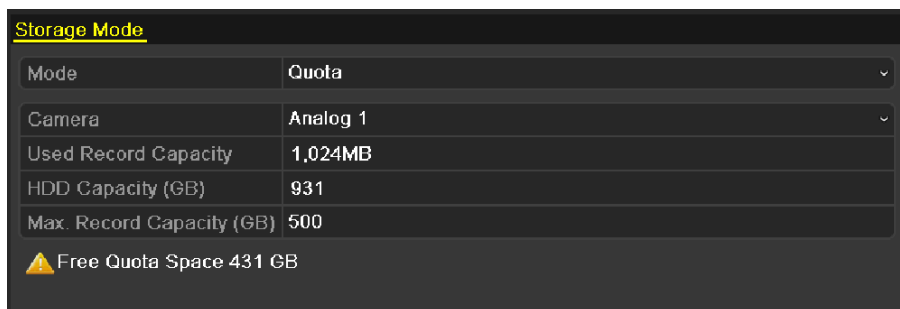 Storage Mode
Mode Quota
Camera Analog 1
Used Record Capacity 1,024MB
HDD Capacity (GB) 931
Max. Record Capacity (GB) 500
Free Quota Space 431 GB